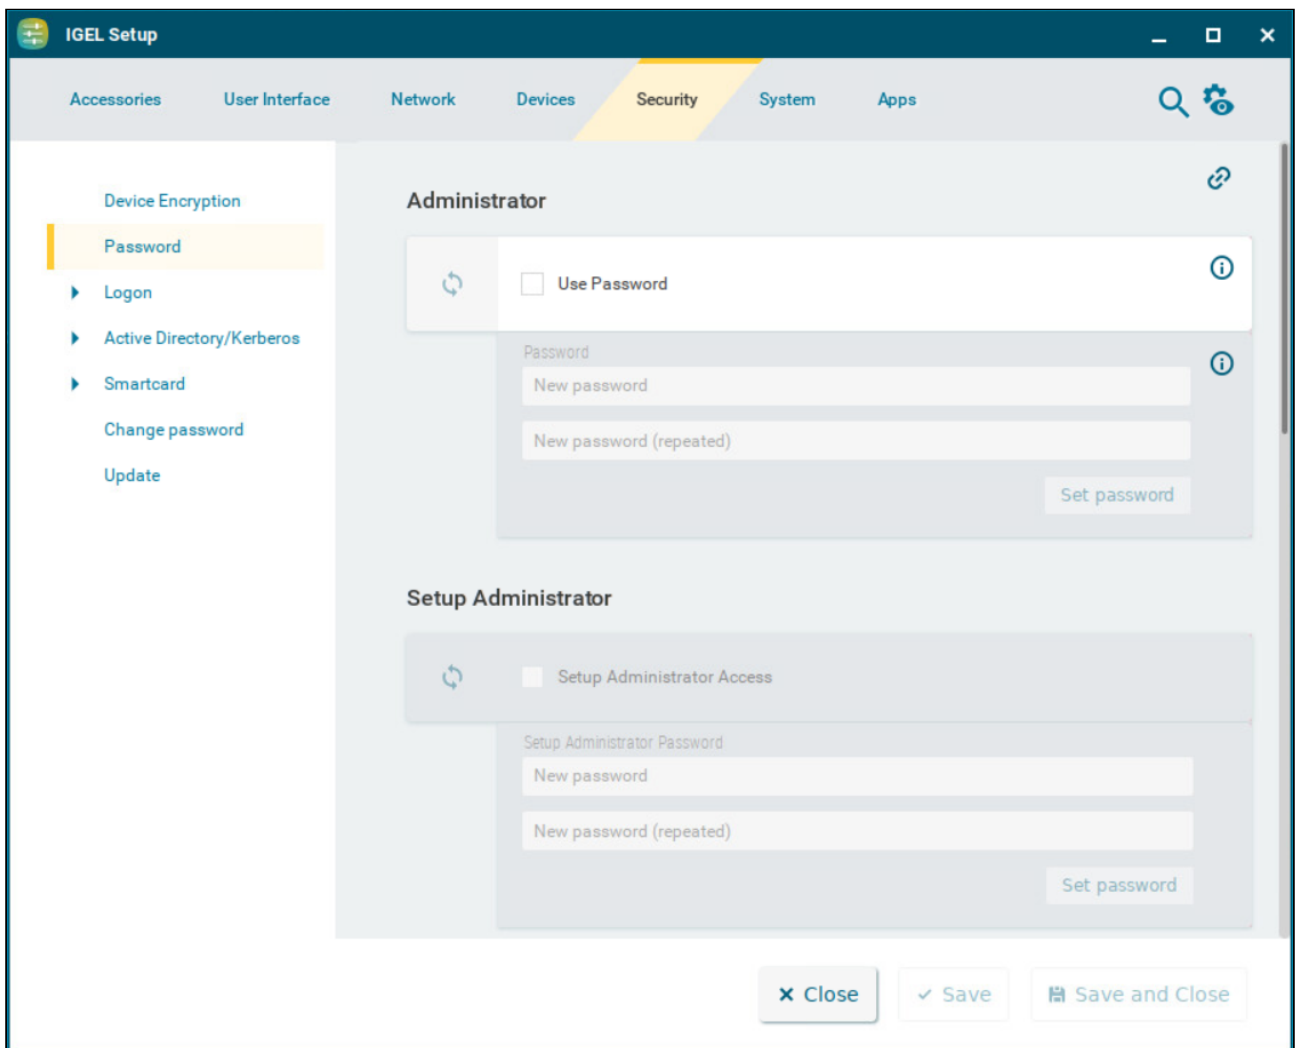 IGEL Setup
Accessories User Interface Network Devices Security System Apps
Device Encryption
Password
Logon
Active Directory/Kerberos
Smartcard
Change password
Update
Administrator
Use Password
Password
New password
New password (repeated)
Set password
Setup Administrator
Setup Administrator Access
Setup Administrator Password
New password
New password (repeated)
Set password
Close Save Save and Close